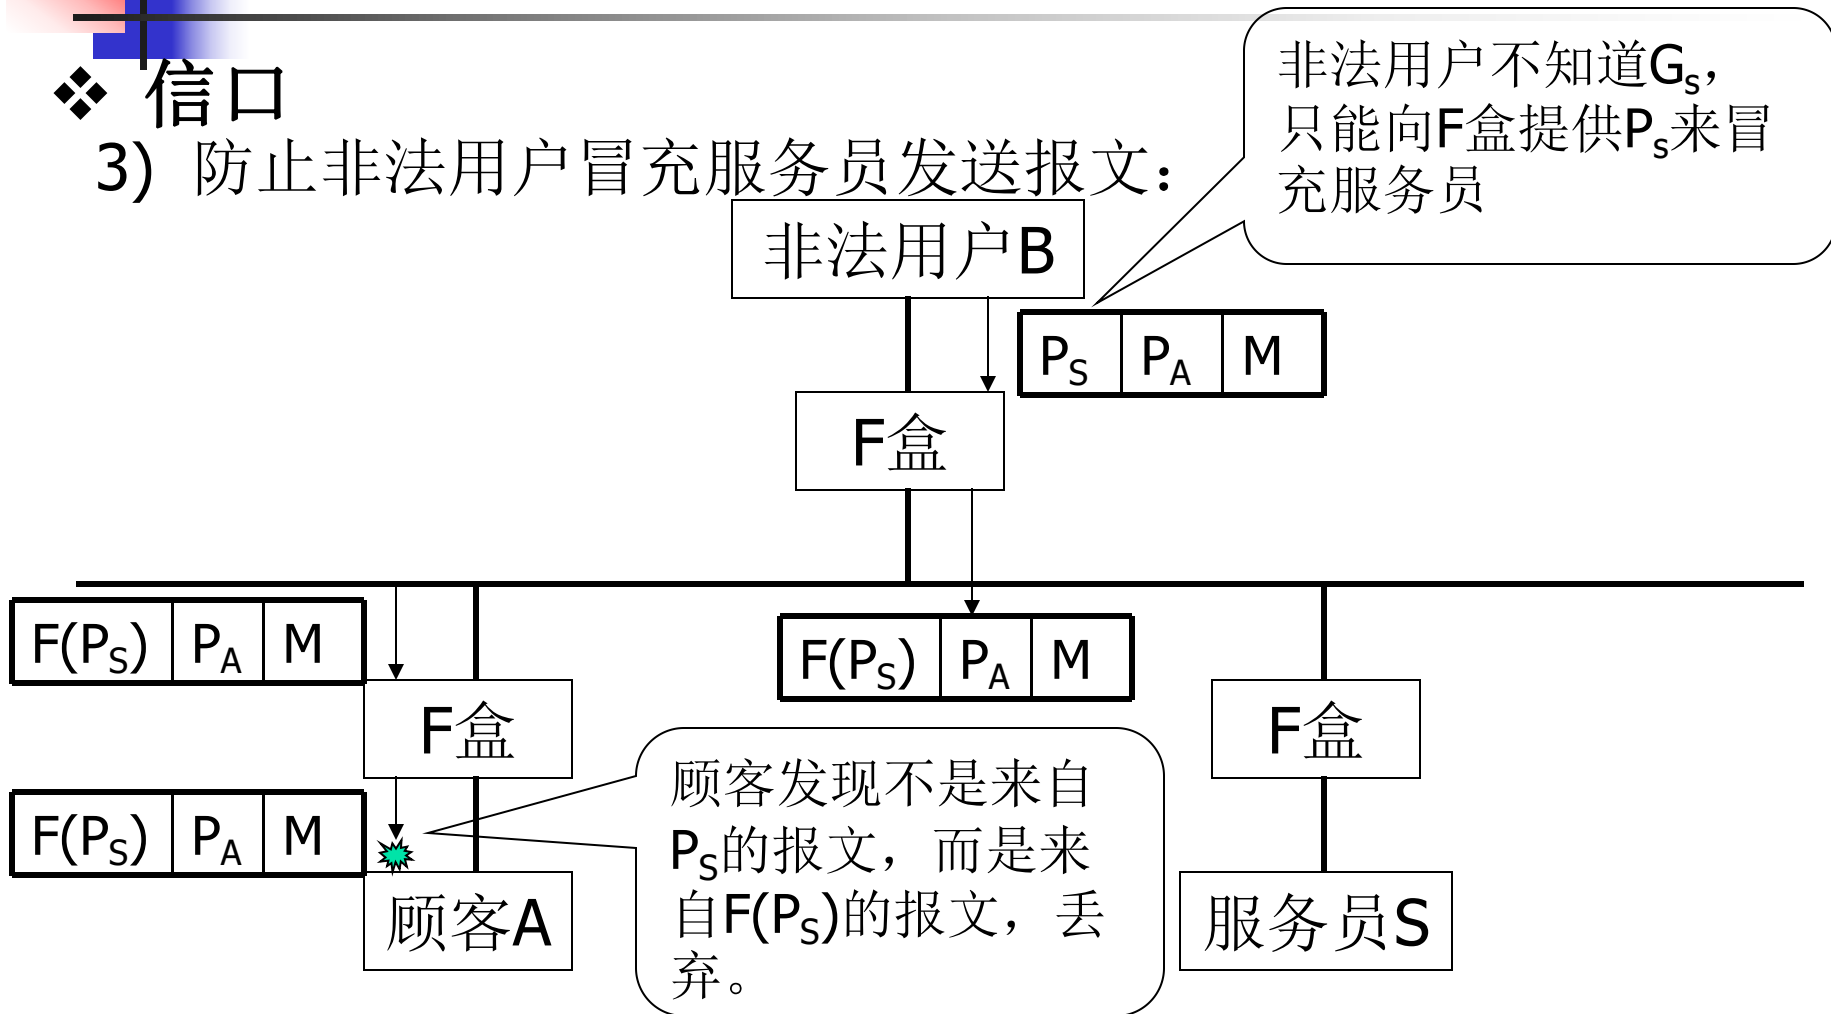 ❖ 信口
3) 防止非法用户冒充服务员发送报文：
非法用户不知道Gs，
只能向F盒提供Ps来冒
充服务员
非法用户B
PS PA M
F盒
F(PS) PA M
F(PS) PA M
F盒
F盒
F(PS) PA M
顾客发现不是来自
PS的报文，而是来
自F(PS)的报文，丢
弃。
顾客A
服务员S